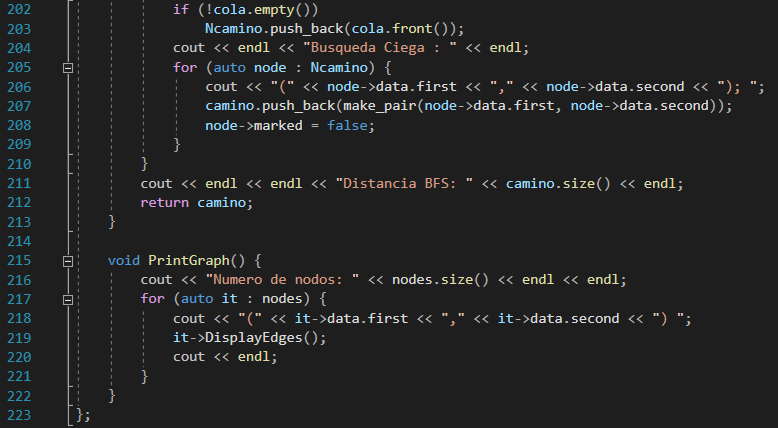 202 if (!cola.empty())
203 Ncamino.push_back(cola.front());
204 cout << endl << "Busqueda Ciega : " << endl;
205 for (auto node : Ncamino) {
206 cout << "(" << node->data.first << "," << node->data.second << "); ";
207 camino.push_back(make_pair(node->data.first, node->data.second));
208 node->marked = false;
209 }
210 }
211 cout << endl << endl << "Distancia BFS: " << camino.size() << endl;
212 return camino;
213 }
214
215 void PrintGraph() {
216 cout << "Numero de nodos: " << nodes.size() << endl << endl;
217 for (auto it : nodes) {
218 cout << "(" << it->data.first << "," << it->data.second << ") ";
219 it->DisplayEdges();
220 cout << endl;
221 }
222 }
223 };